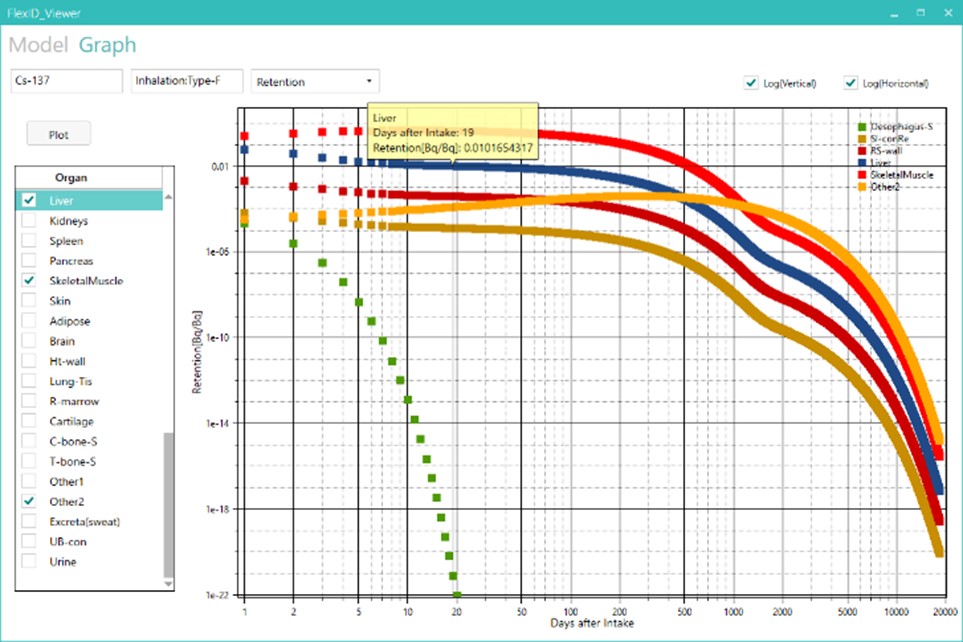 FlexID_Viewer
Model Graph
Cs-137 Inhalation:Type-F Retention
Log(Vertical) Log(Horizontal)
Plot
Organ
Liver
Kidneys
Spleen
Pancreas
SkeletalMuscle
Skin
Adipose
Brain
Ht-wall
Lung-Tis
R-marrow
Cartilage
C-bone-S
T-bone-S
Other1
Other2
Excreta(sweat)
UB-con
Urine
Liver
Days after Intake: 19
Retention[Bq/Bq]: 0.0101654317
Oesophagus-S
SI-conRe
RS-wall
Liver
SkeletalMuscle
Other2
Retention[Bq/Bq]
0.01
1e-05
1e-10
1e-14
1e-18
1e-22
1 2 5 10 20 50 100 200 500 1000 2000 5000 10000 20000
Days after Intake